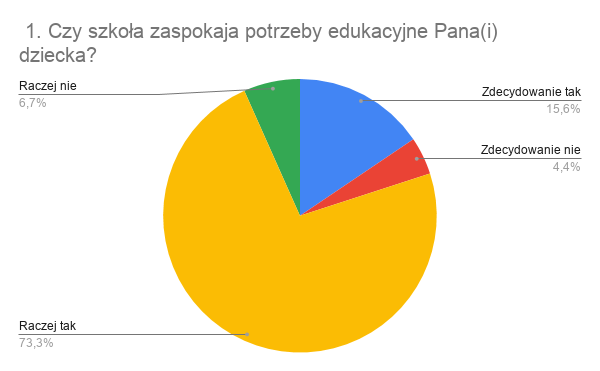 1. Czy szkoła zaspokaja potrzeby edukacyjne Pana(i)
dziecka?
Raczej nie
6,7%
Zdecydowanie tak
15,6%
Zdecydowanie nie
4,4%
Raczej tak
73,3%